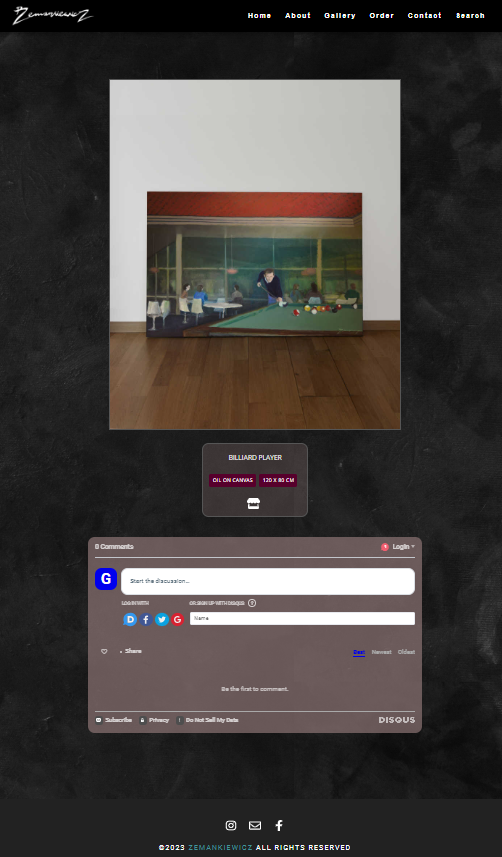 Zemankiewicz
Home About Gallery Order Contact Search
BILLIARD PLAYER
OIL ON CANVAS 120 X 80 CM
0 Comments
1 Login
G Start the discussion...
LOG IN WITH OR SIGN UP WITH DISQUS ?
D f G Name
• Share Best Newest Oldest
Be the first to comment.
Subscribe Privacy ! Do Not Sell My Data DISQUS
©2023 ZEMANKIEWICZ ALL RIGHTS RESERVED